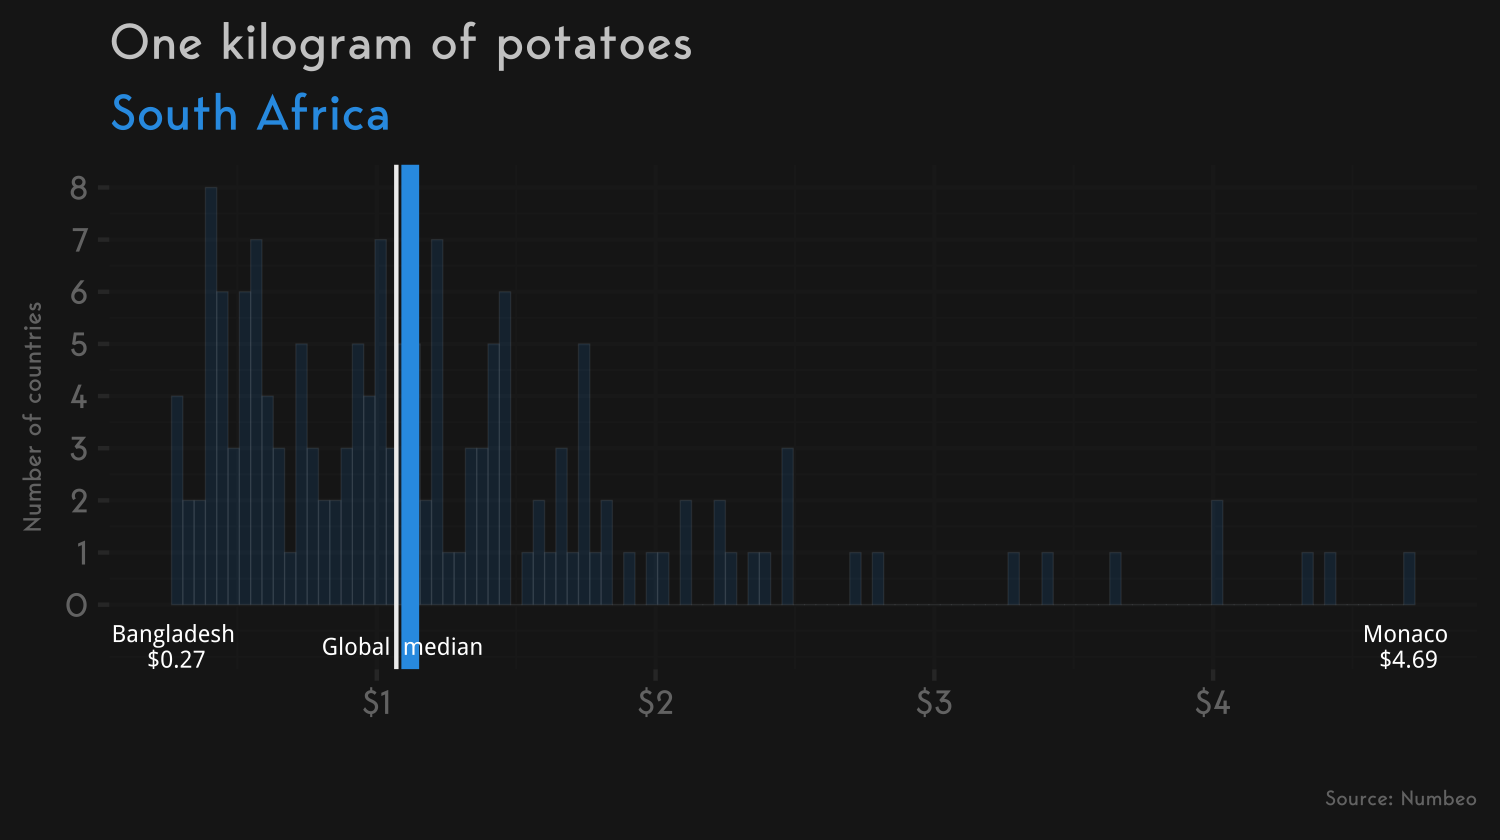 One kilogram of potatoes
South Africa
Number of countries
8
7
6
5
4
3
2
1
0
Bangladesh
$0.27
Global median
Monaco
$4.69
$1
$2
$3
$4
Source: Numbeo